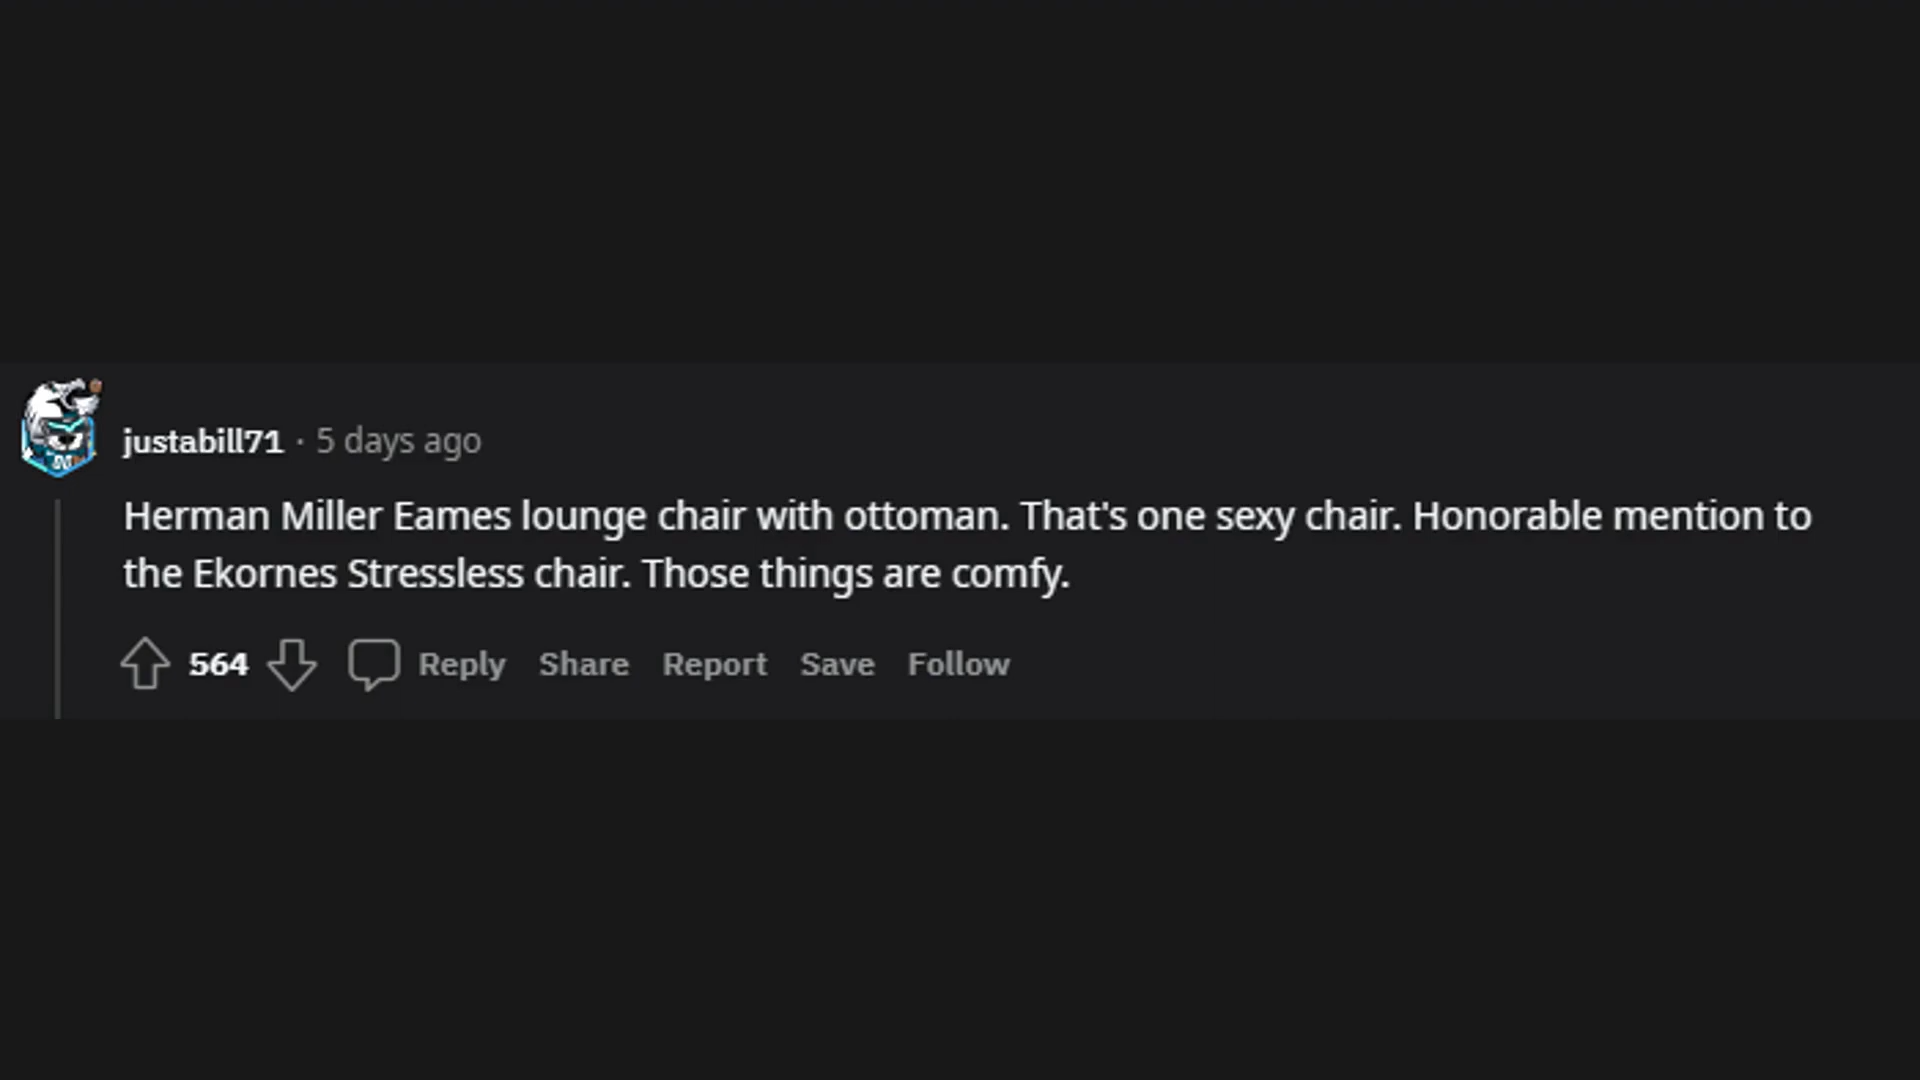 justabill71 · 5 days ago
Herman Miller Eames lounge chair with ottoman. That's one sexy chair. Honorable mention to
the Ekornes Stressless chair. Those things are comfy.
564 Reply Share Report Save Follow